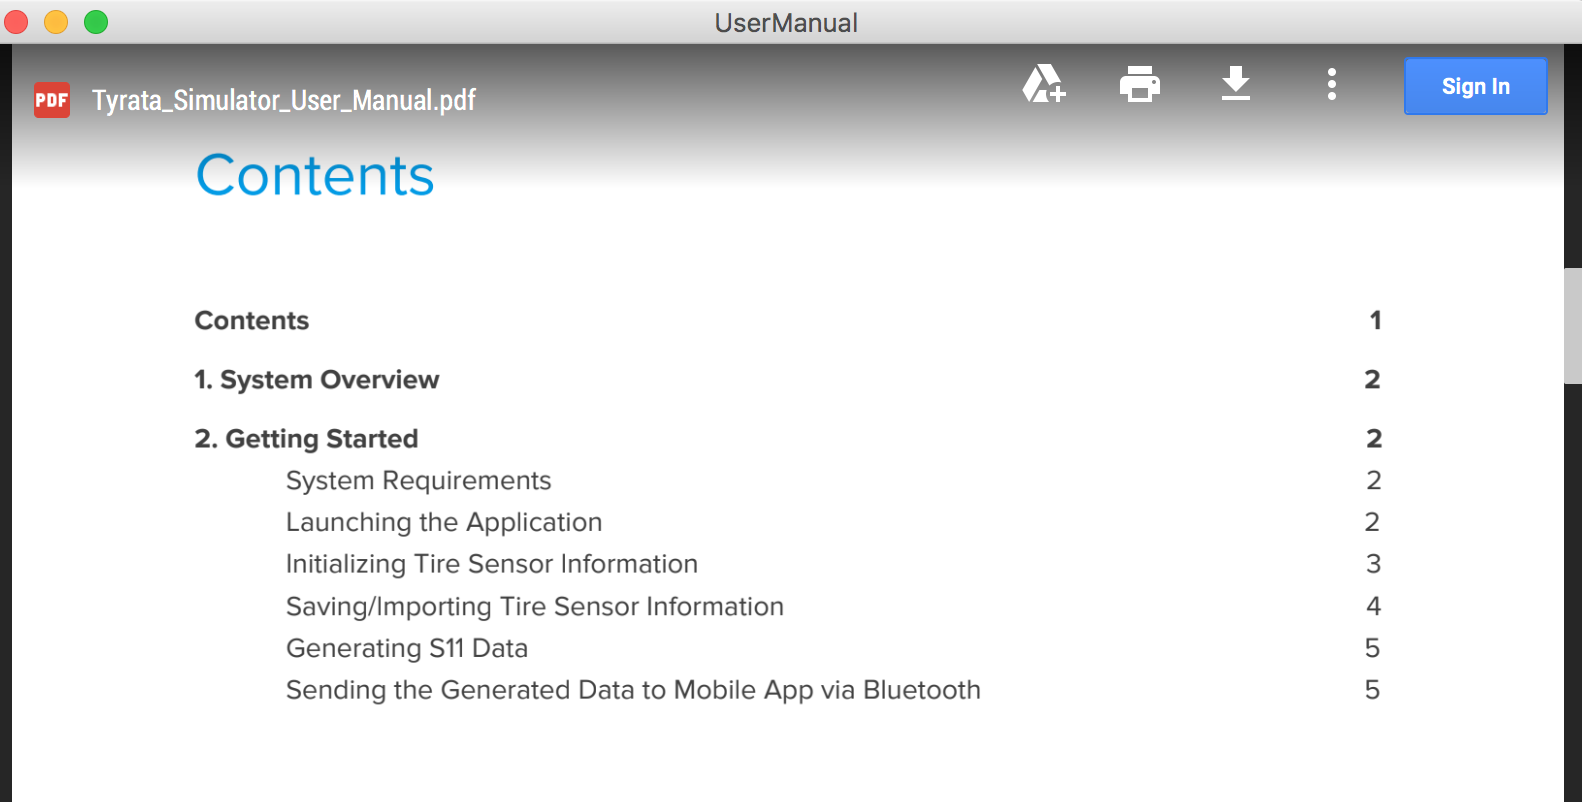 UserManual
PDF Tyrata_Simulator_User_Manual.pdf Sign In
Contents
Contents 1
1. System Overview 2
2. Getting Started 2
System Requirements 2
Launching the Application 2
Initializing Tire Sensor Information 3
Saving/Importing Tire Sensor Information 4
Generating S11 Data 5
Sending the Generated Data to Mobile App via Bluetooth 5